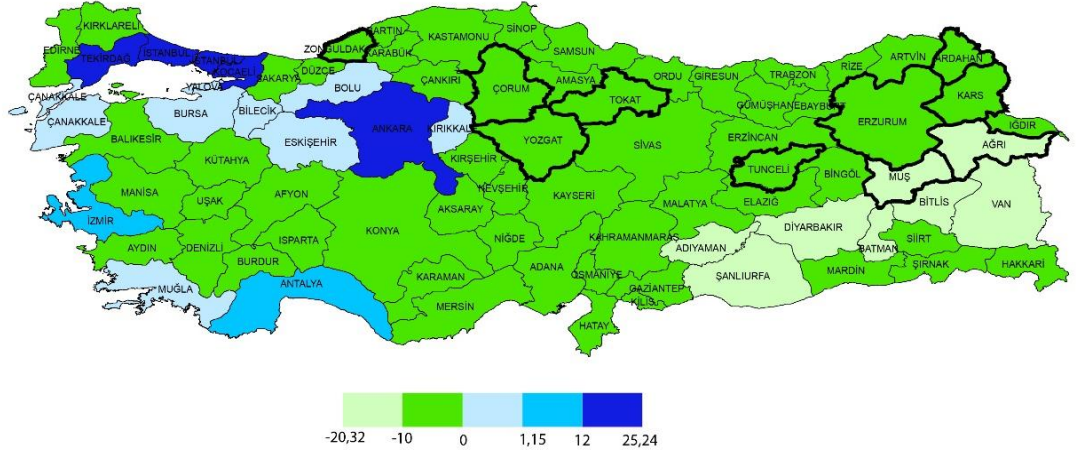 KIRKLARELİ
EDİRNE
TEKİRDAĞ
İSTANBUL
İSTANBUL
KOCAELİ
YALOVA
SAKARYA
DÜZCE
ZONGULDAK
BARTIN
KARABÜK
KASTAMONU
SİNOP
SAMSUN
ÇANKIRI
ÇORUM
AMASYA
TOKAT
ORDU
GİRESUN
TRABZON
RİZE
ARTVİN
ARDAHAN
KARS
GÜMÜŞHANE
BAYBURT
ERZURUM
IĞDIR
AĞRI
ÇANAKKALE
ÇANAKKALE
BURSA
BİLECİK
BOLU
ESKİŞEHİR
ANKARA
KIRIKKALE
YOZGAT
SİVAS
ERZİNCAN
TUNCELİ
BİNGÖL
MUŞ
BİTLİS
VAN
BALIKESİR
KÜTAHYA
MANİSA
UŞAK
AFYON
KIRŞEHİR
NEVŞEHİR
KAYSERİ
MALATYA
ELAZIĞ
DİYARBAKIR
BATMAN
SİİRT
ŞIRNAK
HAKKARİ
İZMİR
AYDIN
DENİZLİ
ISPARTA
BURDUR
KONYA
AKSARAY
NİĞDE
KAHRAMANMARAŞ
ADIYAMAN
ŞANLIURFA
MARDİN
MUĞLA
ANTALYA
KARAMAN
MERSİN
ADANA
OSMANİYE
GAZİANTEP
KİLİS
HATAY
-20,32 -10 0 1,15 12 25,24